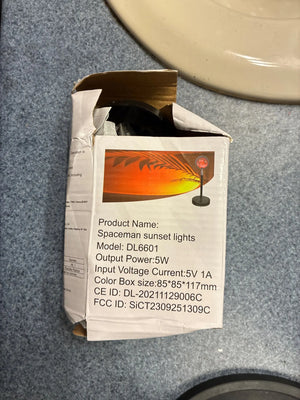 Product Name:
Spaceman sunset lights
Model: DL6601
Output Power:5W
Input Voltage Current:5V 1A
Color Box size:85*85*117mm
CE ID: DL-20211129006C
FCC ID: SiCT2309251309C